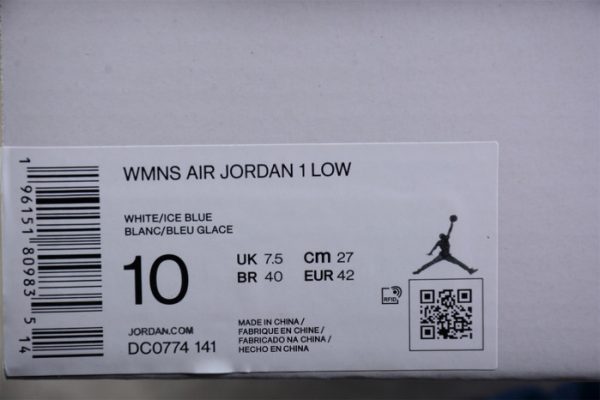 WMNS AIR JORDAN 1 LOW
WHITE/ICE BLUE
BLANC/BLEU GLACE
10
UK 7.5 cm 27
BR 40 EUR 42
RFID
JORDAN.COM
DC0774 141
MADE IN CHINA /
FABRIQUE EN CHINE /
FABRICADO NA CHINA /
HECHO EN CHINA
1 96151 80983 5 14